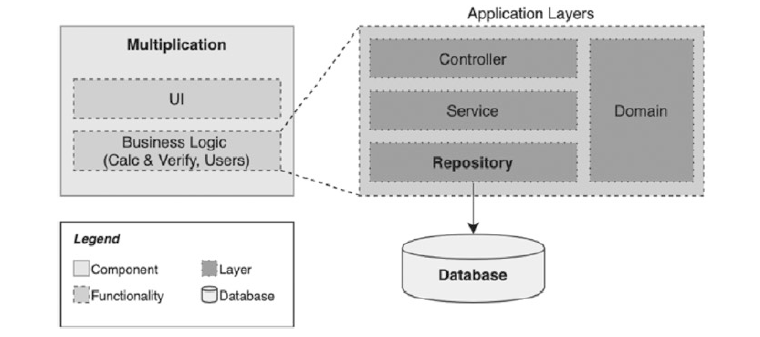 Application Layers
Multiplication
UI
Business Logic
(Calc & Verify, Users)
Controller
Service
Repository
Domain
Database
Legend
Component
Layer
Functionality
Database